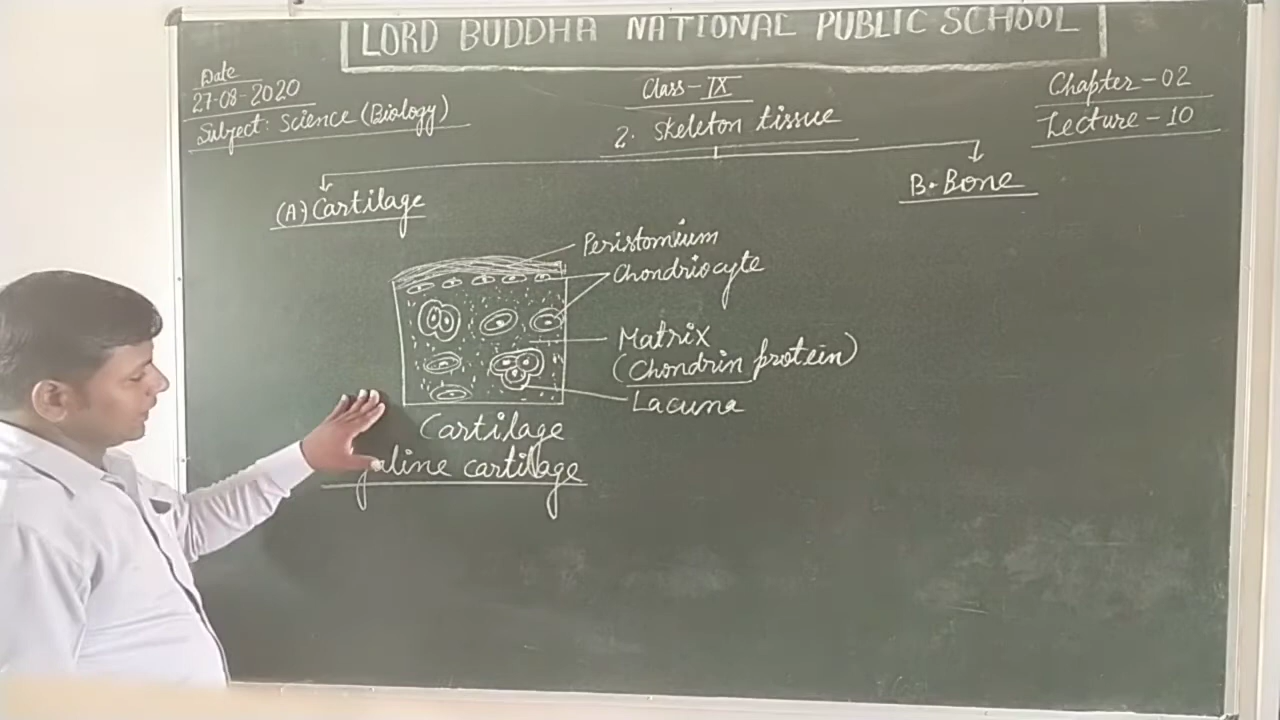 LORD BUDDHA NATIONAL PUBLIC SCHOOL
Date
27-08-2020
Subject: Science (Biology)
Class - IX
2. Skeleton tissue
Chapter - 02
Lecture - 10
(A) Cartilage
B. Bone
Peristomium
Chondriocyte
Matrix
(Chondrin protein)
Lacuna
Cartilage
yaline cartilage